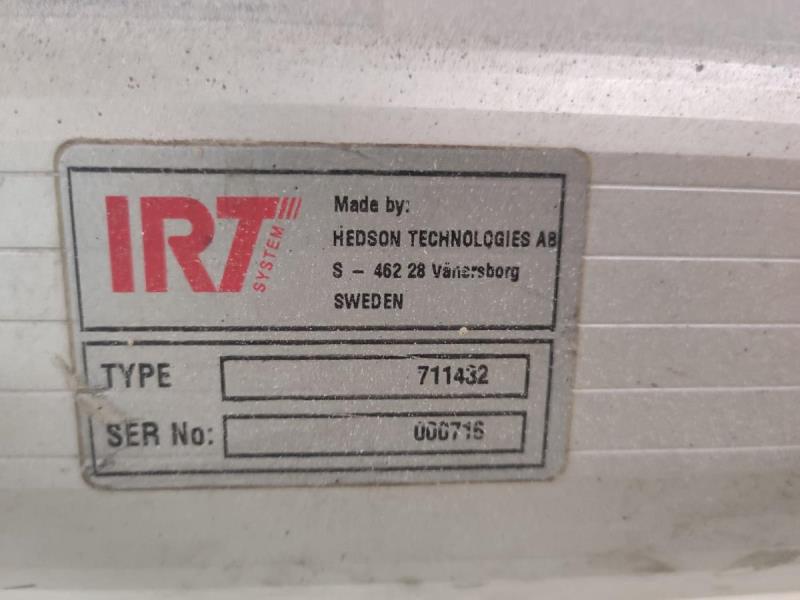 IRT
SYSTEM
Made by:
HEDSON TECHNOLOGIES AB
S – 462 28 Vänersborg
SWEDEN
TYPE 711432
SER No: 000716